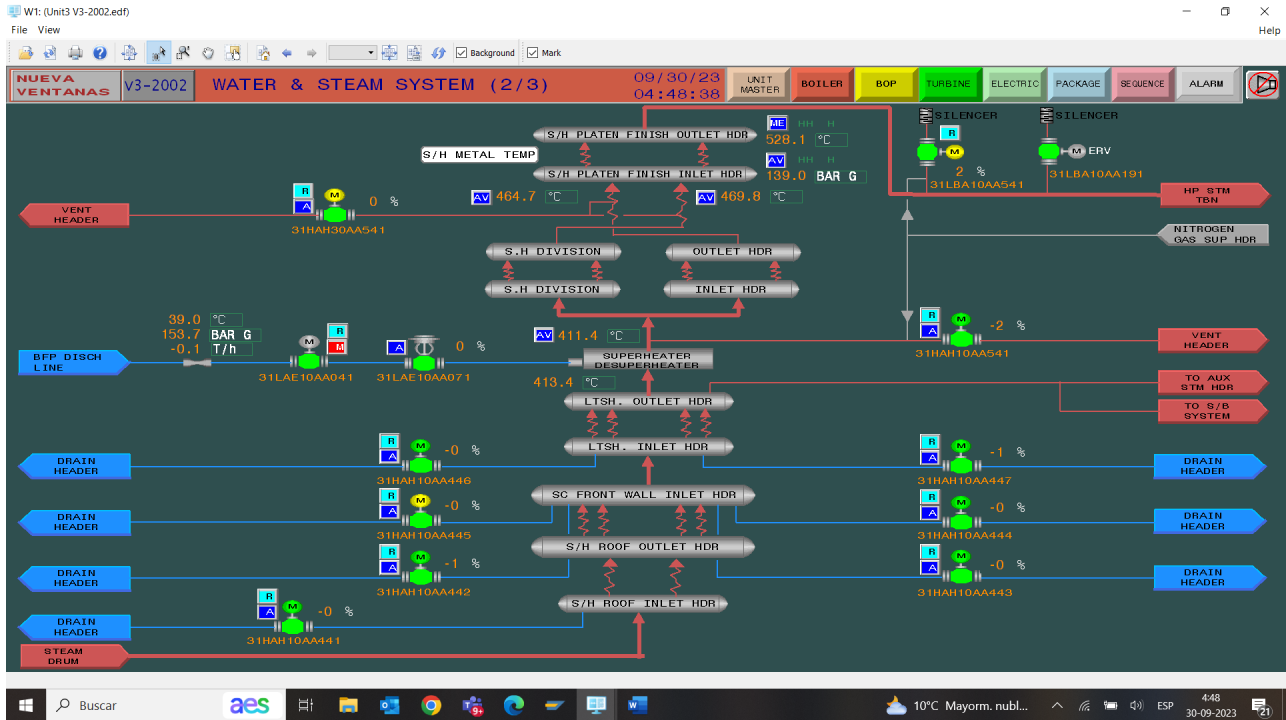 W1: (Unit3 V3-2002.edf)
File View Help
Background Mark
NUEVA VENTANAS
V3-2002
WATER & STEAM SYSTEM (2/3)
09/30/23
04:48:38
UNIT MASTER
BOILER
BOP
TURBINE
ELECTRIC
PACKAGE
SEQUENCE
ALARM
S/H PLATEN FINISH OUTLET HDR
ME HH H
528.1 °C
S/H METAL TEMP
AV HH H
S/H PLATEN FINISH INLET HDR
139.0 BAR G
SILENCER
R
M
2 %
31LBA10AA541
SILENCER
M ERV
31LBA10AA191
HP STM TBN
AV 464.7 °C
AV 469.8 °C
VENT HEADER
R
A
M
0 %
31HAH30AA541
NITROGEN GAS SUP HDR
S.H DIVISION
OUTLET HDR
S.H DIVISION
INLET HDR
39.0 °C
153.7 BAR G
-0.1 T/h
BFP DISCH LINE
M
R
M
31LAE10AA041
A
0 %
31LAE10AA071
AV 411.4 °C
SUPERHEATER DESUPERHEATER
413.4 °C
R
A
M
-2 %
31HAH10AA541
VENT HEADER
TO AUX STM HDR
TO S/B SYSTEM
LTSH. OUTLET HDR
LTSH. INLET HDR
DRAIN HEADER
R
A
M
-0 %
31HAH10AA446
R
A
M
-1 %
31HAH10AA447
DRAIN HEADER
SC FRONT WALL INLET HDR
DRAIN HEADER
R
A
M
-0 %
31HAH10AA445
R
A
M
-0 %
31HAH10AA444
DRAIN HEADER
S/H ROOF OUTLET HDR
DRAIN HEADER
R
A
M
-1 %
31HAH10AA442
R
A
M
-0 %
31HAH10AA443
DRAIN HEADER
S/H ROOF INLET HDR
DRAIN HEADER
R
A
M
-0 %
31HAH10AA441
STEAM DRUM
Buscar
aes
9+
10°C Mayorm. nubl...
ESP
4:48
30-09-2023
21